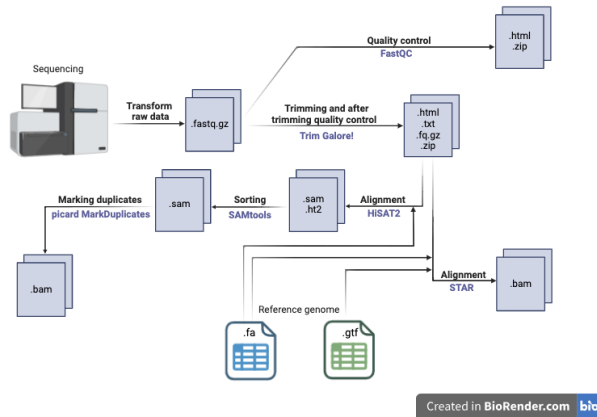 Quality control
FastQC
.html
.zip
Sequencing
Transform
raw data
.fastq.gz
Trimming and after
trimming quality control
Trim Galore!
.html
.txt
.fq.gz
.zip
Marking duplicates
picard MarkDuplicates
.sam
Sorting
SAMtools
.sam
.ht2
Alignment
HiSAT2
.bam
Alignment
STAR
.bam
Reference genome
.fa
.gtf
Created in BioRender.com
bio